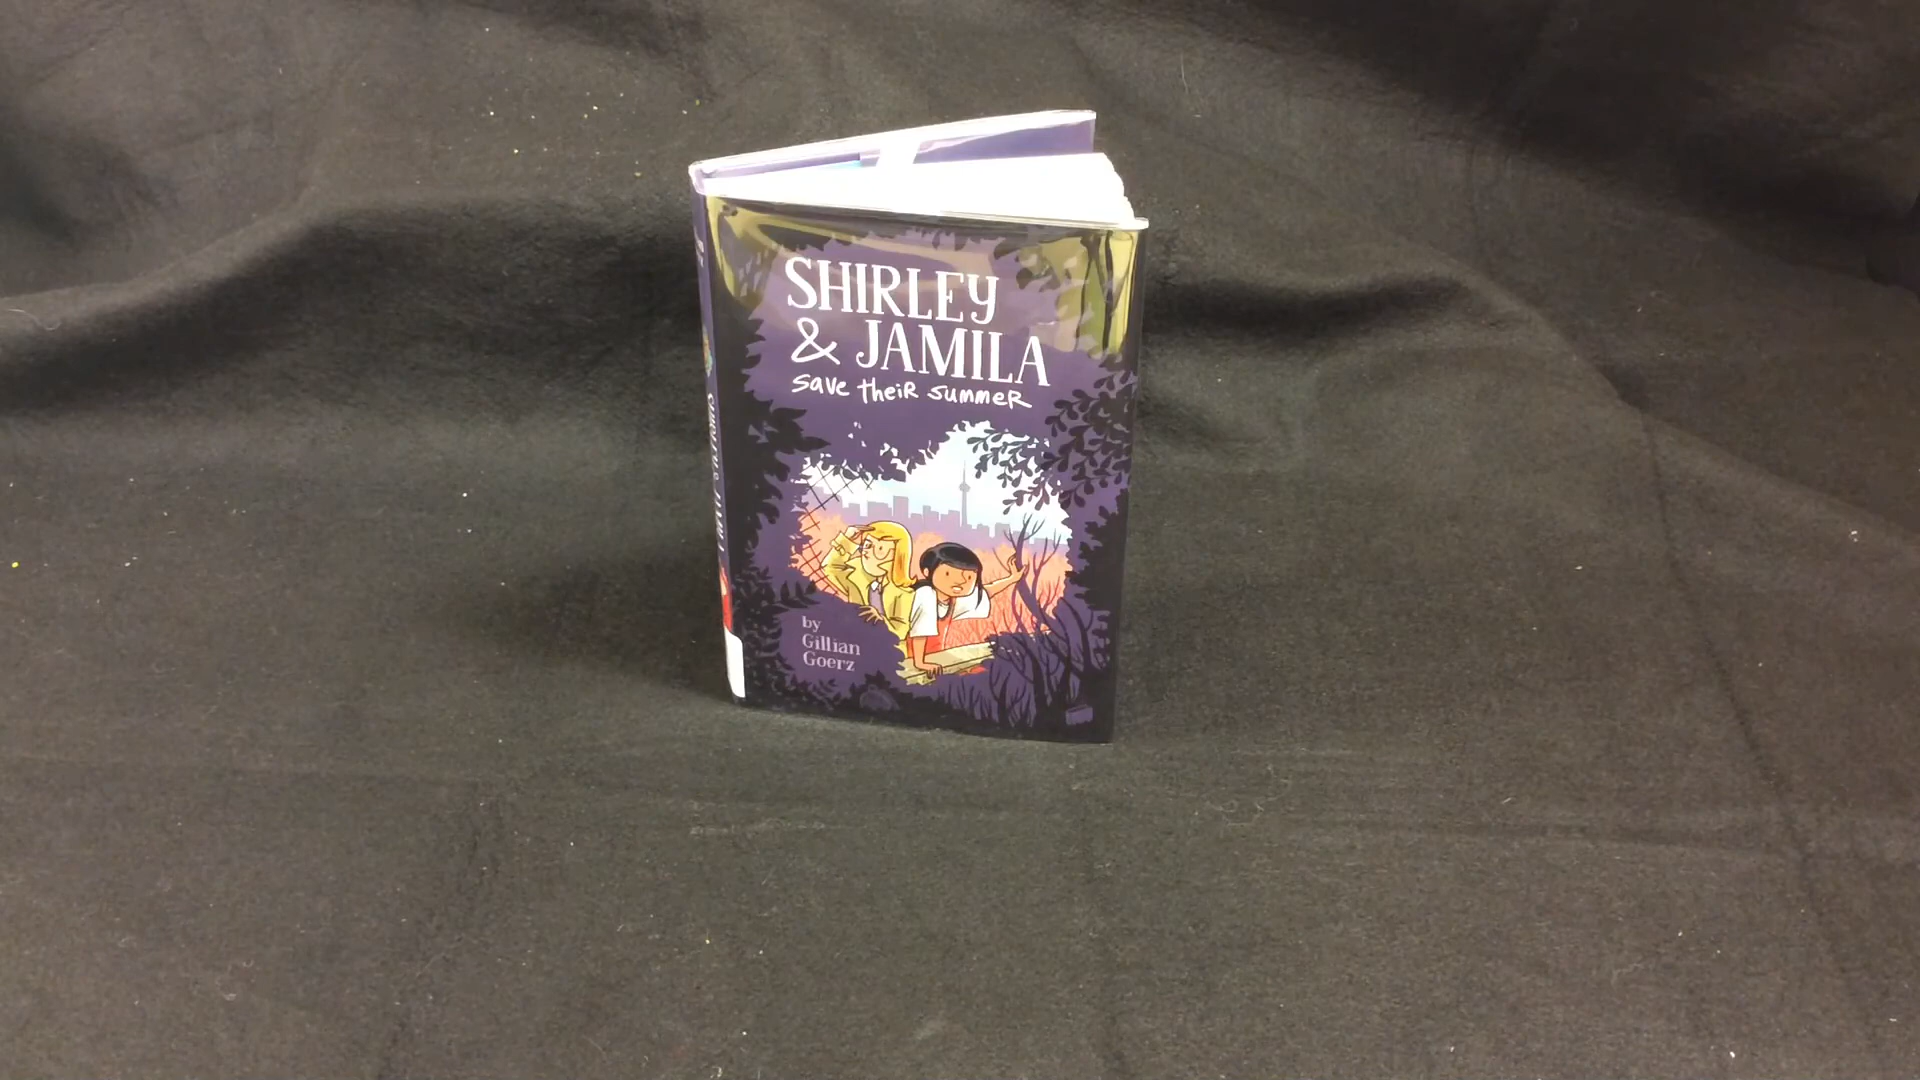 SHIRLEY
& JAMILA
save their summer
by
Gillian
Goerz